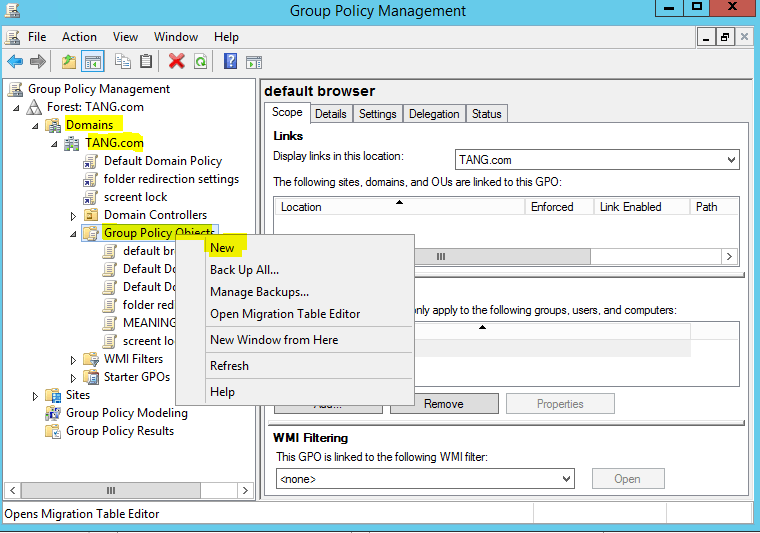 Group Policy Management
File Action View Window Help
Group Policy Management
Forest: TANG.com
Domains
TANG.com
Default Domain Policy
folder redirection settings
screent lock
Domain Controllers
Group Policy Objects
default br
Default Do
Default Do
folder redi
MEANING
screent loc
WMI Filters
Starter GPOs
Sites
Group Policy Modeling
Group Policy Results
New
Back Up All...
Manage Backups...
Open Migration Table Editor
New Window from Here
Refresh
Help
default browser
Scope Details Settings Delegation Status
Links
Display links in this location: TANG.com
The following sites, domains, and OUs are linked to this GPO:
Location Enforced Link Enabled Path
only apply to the following groups, users, and computers:
Add... Remove Properties
WMI Filtering
This GPO is linked to the following WMI filter:
<none> Open
Opens Migration Table Editor